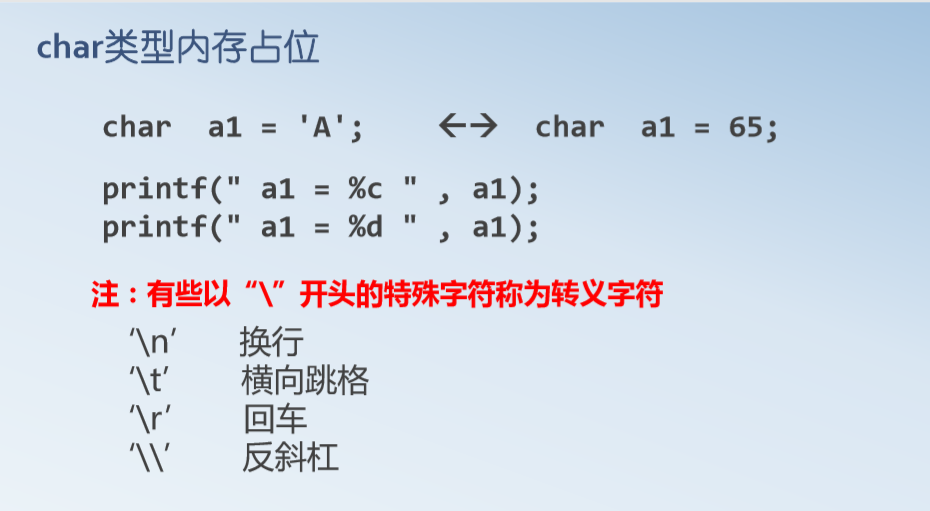 char类型内存占位
char a1 = 'A'; ←→ char a1 = 65;
printf(" a1 = %c " , a1);
printf(" a1 = %d " , a1);
注：有些以“\”开头的特殊字符称为转义字符
‘\n’ 换行
‘\t’ 横向跳格
‘\r’ 回车
‘\\’ 反斜杠